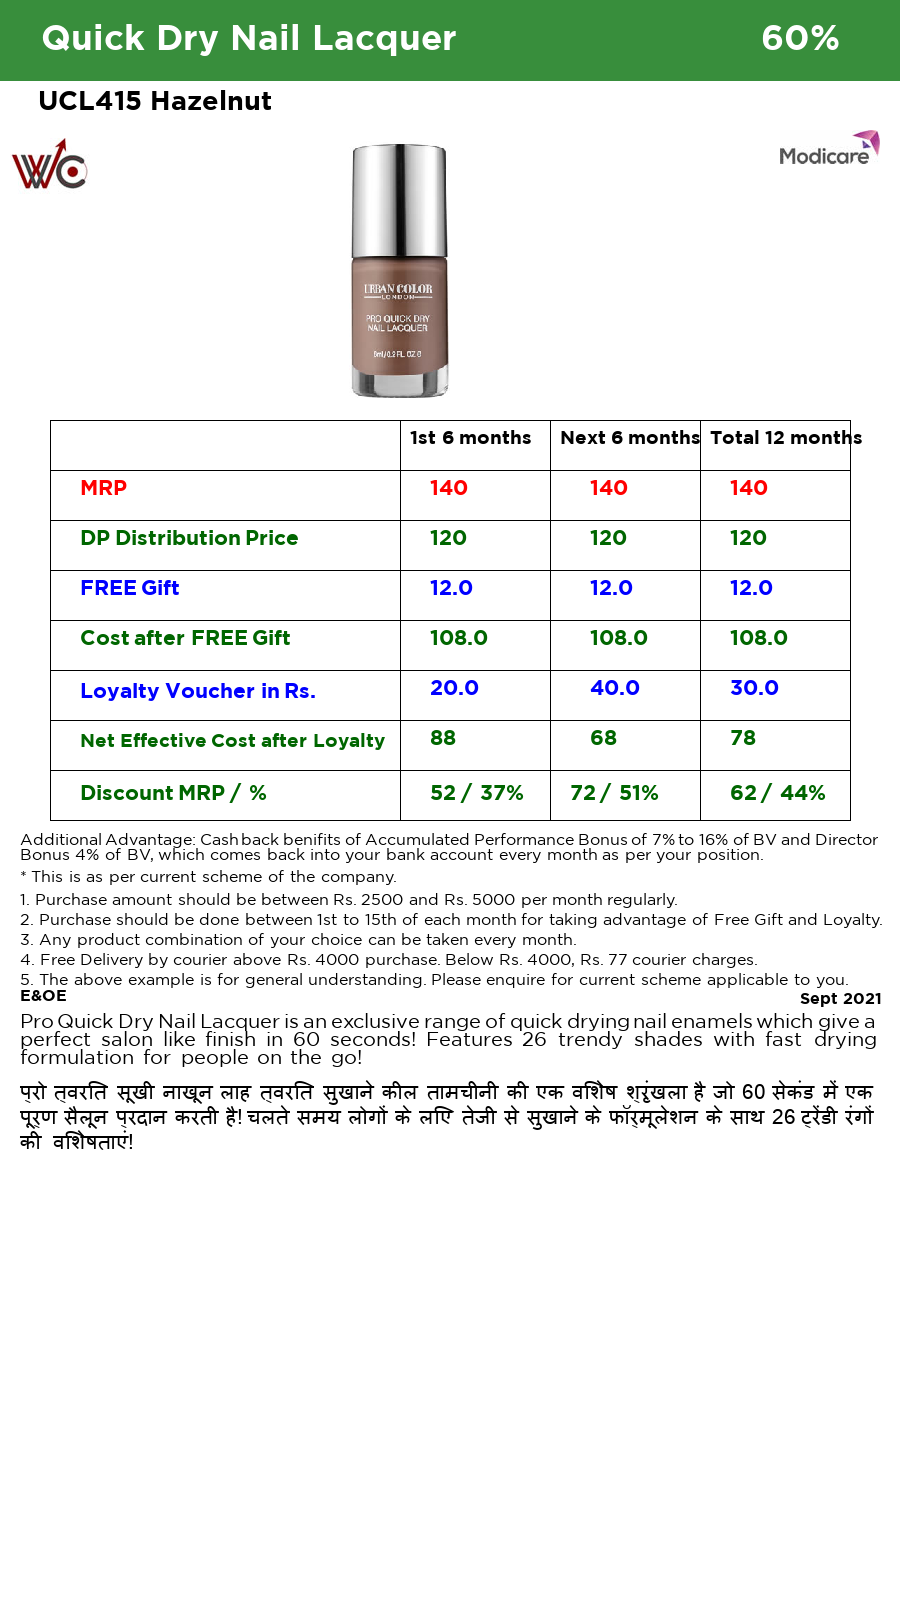 Quick Dry Nail Lacquer 60%
UCL415 Hazelnut
WC
Modicare
URBAN COLOR
LONDON
PRO QUICK DRY
NAIL LACQUER
1st 6 months Next 6 months Total 12 months
MRP 140 140 140
DP Distribution Price 120 120 120
FREE Gift 12.0 12.0 12.0
Cost after FREE Gift 108.0 108.0 108.0
Loyalty Voucher in Rs. 20.0 40.0 30.0
Net Effective Cost after Loyalty 88 68 78
Discount MRP / % 52 / 37% 72 / 51% 62 / 44%
Additional Advantage: Cashback benifits of Accumulated Performance Bonus of 7% to 16% of BV and Director
Bonus 4% of BV, which comes back into your bank account every month as per your position.
* This is as per current scheme of the company.
1. Purchase amount should be between Rs. 2500 and Rs. 5000 per month regularly.
2. Purchase should be done between 1st to 15th of each month for taking advantage of Free Gift and Loyalty.
3. Any product combination of your choice can be taken every month.
4. Free Delivery by courier above Rs. 4000 purchase. Below Rs. 4000, Rs. 77 courier charges.
5. The above example is for general understanding. Please enquire for current scheme applicable to you.
E&OE
Sept 2021
Pro Quick Dry Nail Lacquer is an exclusive range of quick drying nail enamels which give a
perfect salon like finish in 60 seconds! Features 26 trendy shades with fast drying
formulation for people on the go!
प्रो त्वरित सूखी नाखून लाह त्वरित सुखाने कील तामचीनी की एक विशेष श्रृंखला है जो 60 सेकंड में एक
पूर्ण सैलून प्रदान करती है! चलते समय लोगों के लिए तेजी से सुखाने के फॉर्मूलेशन के साथ 26 ट्रेंडी रंगों
की विशेषताएं!